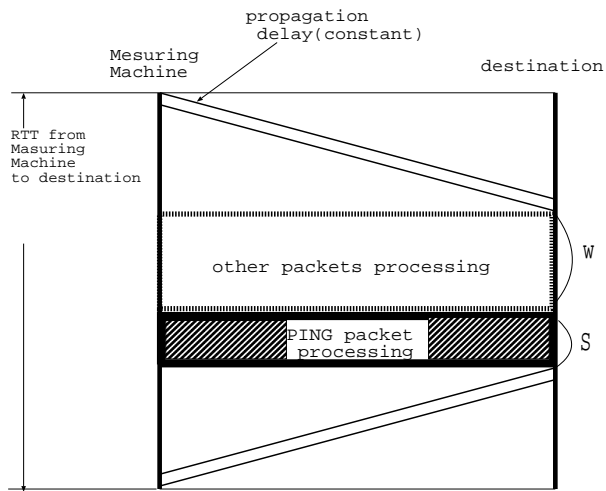 propagation
delay(constant)
Mesuring
Machine
destination
RTT from
Masuring
Machine
to destination
W
other packets processing
PING packet
processing
S